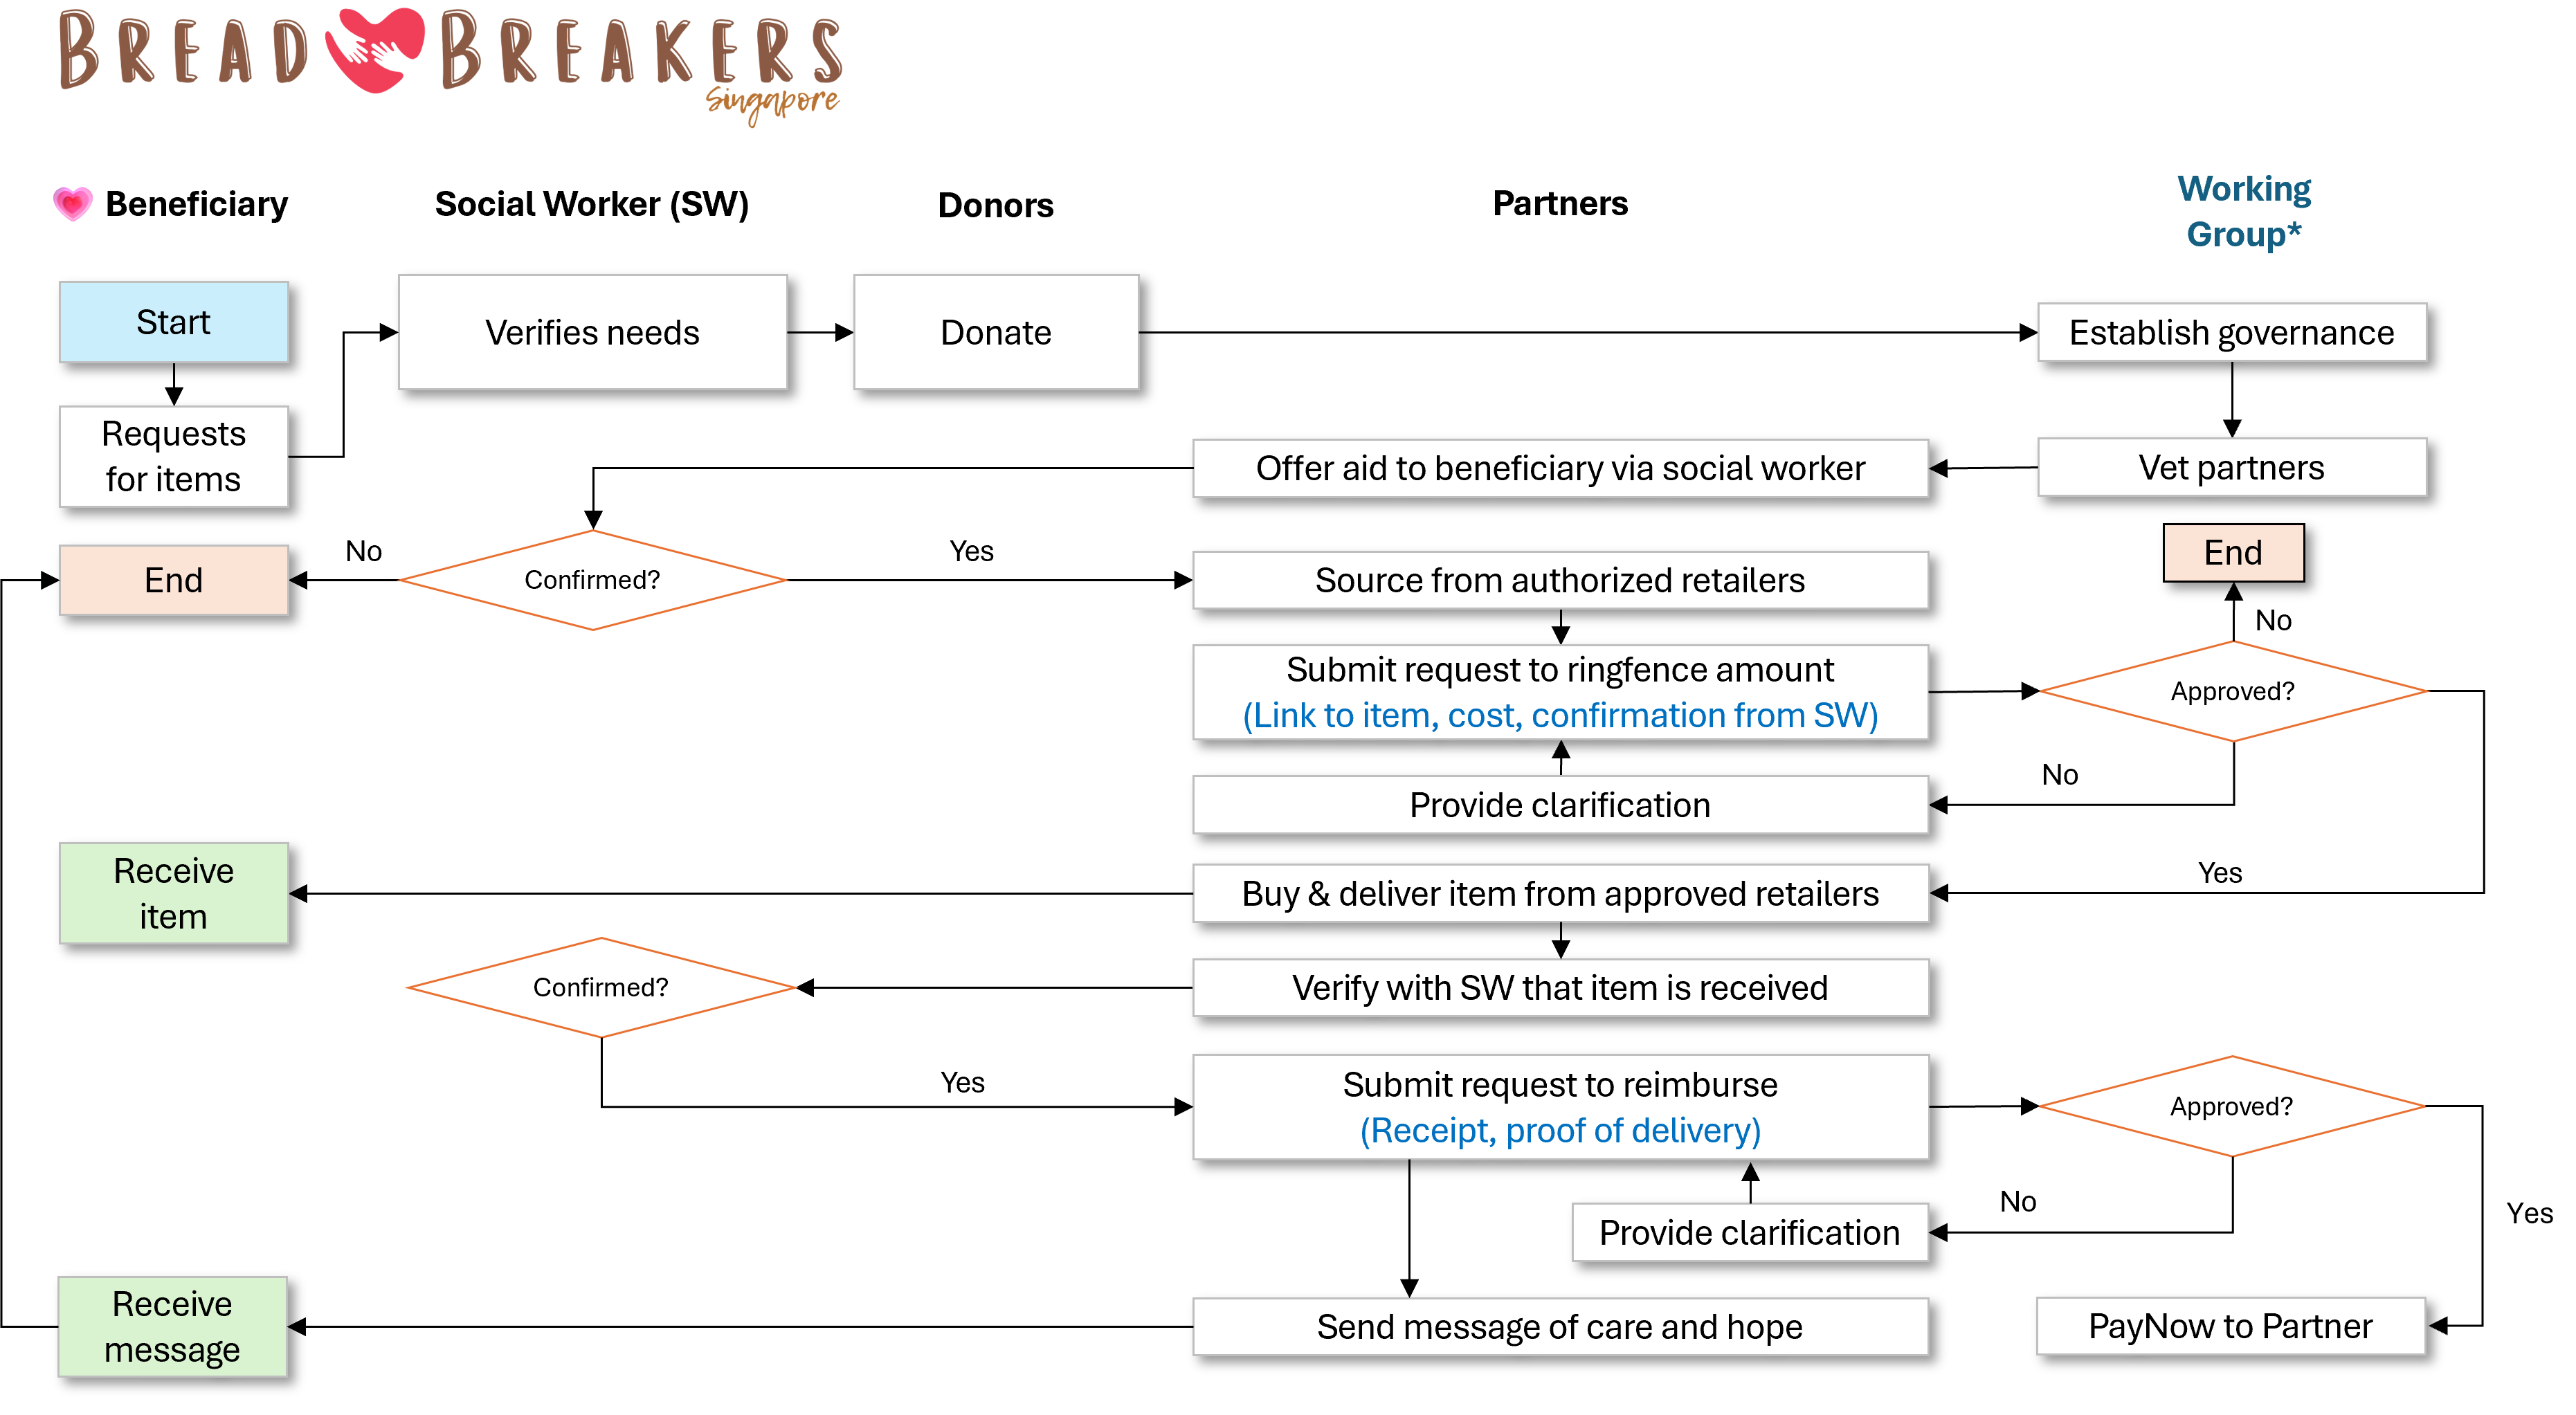 BREAD BREAKERS
Singapore
Beneficiary
Social Worker (SW)
Donors
Partners
Working
Group*
Start
Verifies needs
Donate
Establish governance
Requests
for items
Offer aid to beneficiary via social worker
Vet partners
End
No
Confirmed?
Yes
Source from authorized retailers
End
No
Submit request to ringfence amount
(Link to item, cost, confirmation from SW)
Approved?
No
Provide clarification
Receive
item
Buy & deliver item from approved retailers
Yes
Confirmed?
Verify with SW that item is received
Yes
Submit request to reimburse
(Receipt, proof of delivery)
Approved?
No
Provide clarification
Yes
Receive
message
Send message of care and hope
PayNow to Partner